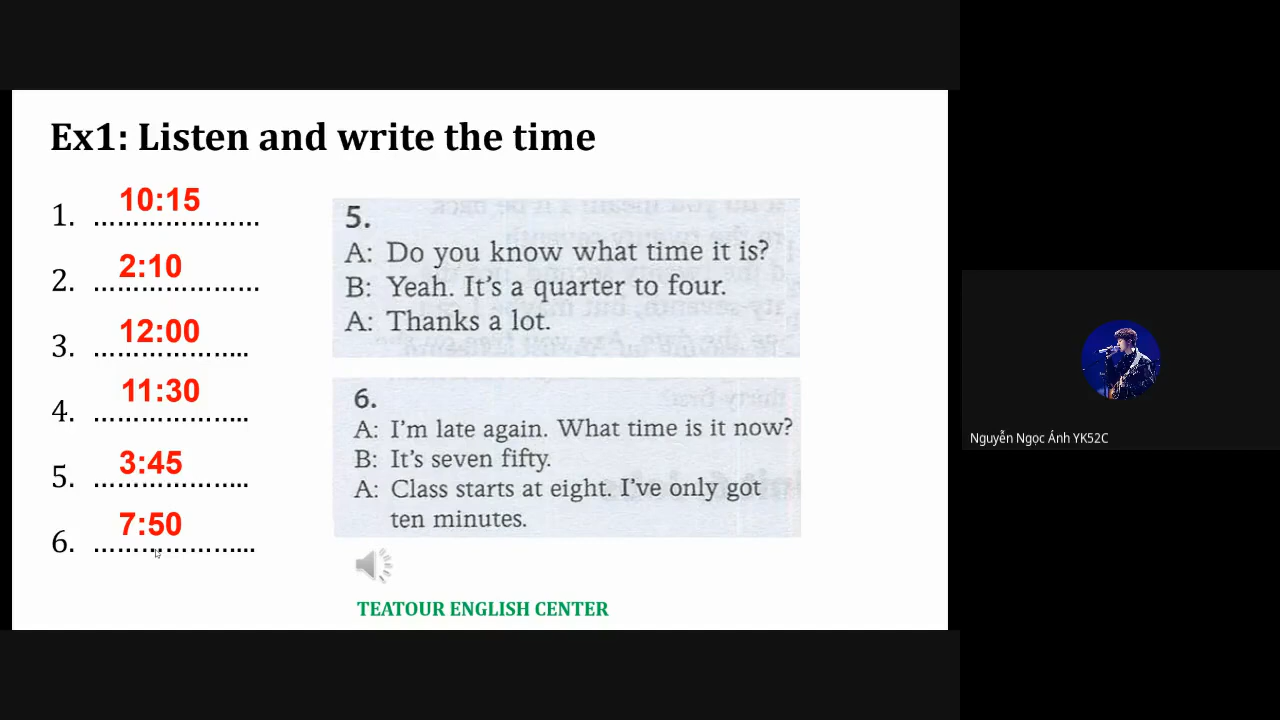 Ex1: Listen and write the time
1. 10:15
2. 2:10
3. 12:00
4. 11:30
5. 3:45
6. 7:50
5.
A: Do you know what time it is?
B: Yeah. It's a quarter to four.
A: Thanks a lot.
6.
A: I'm late again. What time is it now?
B: It's seven fifty.
A: Class starts at eight. I've only got
ten minutes.
TEATOUR ENGLISH CENTER
Nguyễn Ngọc Ánh YK52C